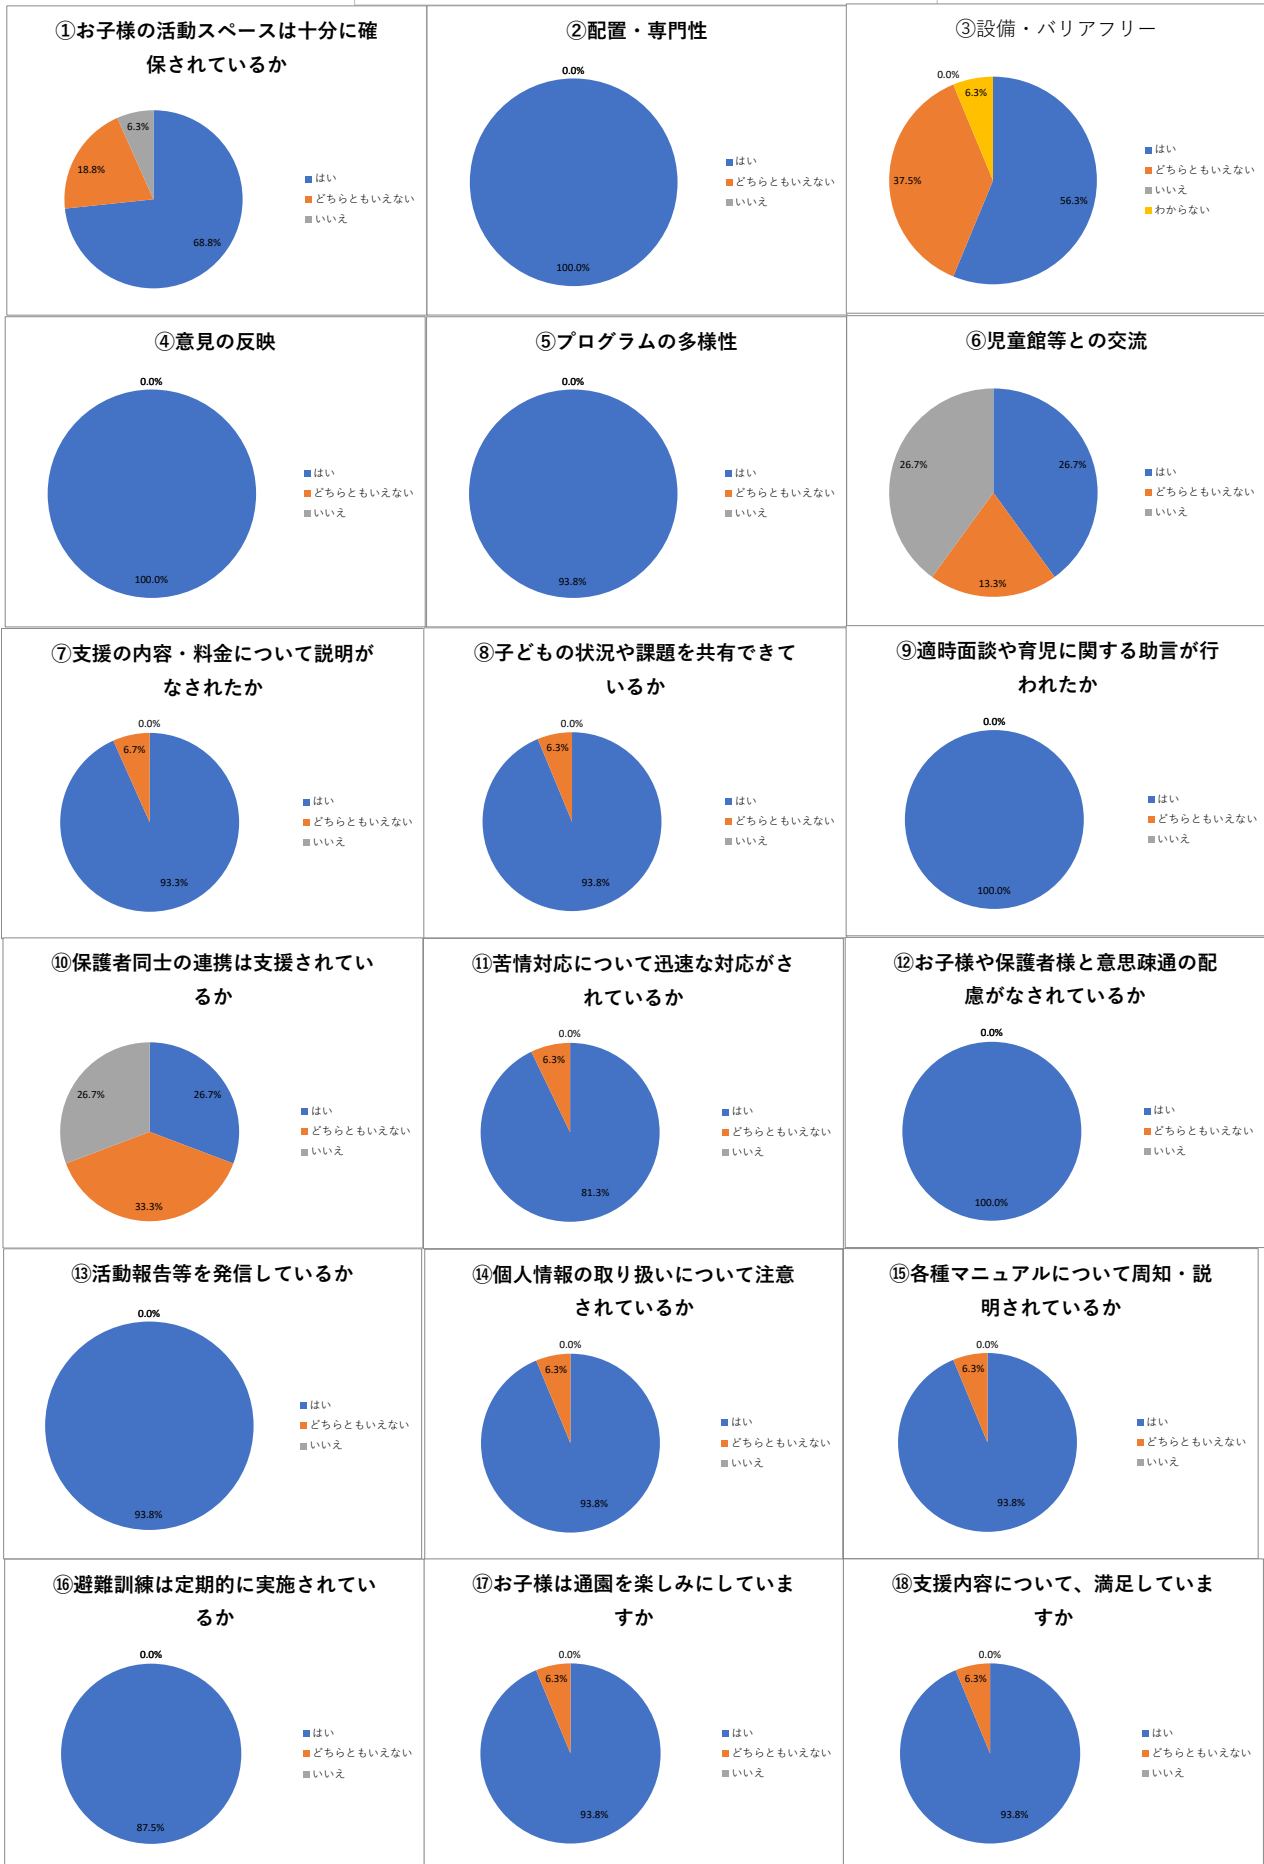 ①お子様の活動スペースは十分に確
保されているか
6.3%
18.8%
68.8%
はい
どちらともいえない
いいえ
②配置・専門性
0.0%
100.0%
はい
どちらともいえない
いいえ
③設備・バリアフリー
0.0%
6.3%
37.5%
56.3%
はい
どちらともいえない
いいえ
わからない
④意見の反映
0.0%
100.0%
はい
どちらともいえない
いいえ
⑤プログラムの多様性
0.0%
93.8%
はい
どちらともいえない
いいえ
⑥児童館等との交流
26.7%
26.7%
13.3%
はい
どちらともいえない
いいえ
⑦支援の内容・料金について説明が
なされたか
0.0%
6.7%
93.3%
はい
どちらともいえない
いいえ
⑧子どもの状況や課題を共有できて
いるか
0.0%
6.3%
93.8%
はい
どちらともいえない
いいえ
⑨適時面談や育児に関する助言が行
われたか
0.0%
100.0%
はい
どちらともいえない
いいえ
⑩保護者同士の連携は支援されてい
るか
26.7%
26.7%
33.3%
はい
どちらともいえない
いいえ
⑪苦情対応について迅速な対応がさ
れているか
0.0%
6.3%
81.3%
はい
どちらともいえない
いいえ
⑫お子様や保護者様と意思疎通の配
慮がなされているか
0.0%
100.0%
はい
どちらともいえない
いいえ
⑬活動報告等を発信しているか
0.0%
93.8%
はい
どちらともいえない
いいえ
⑭個人情報の取り扱いについて注意
されているか
0.0%
6.3%
93.8%
はい
どちらともいえない
いいえ
⑮各種マニュアルについて周知・説
明されているか
0.0%
6.3%
93.8%
はい
どちらともいえない
いいえ
⑯避難訓練は定期的に実施されてい
るか
0.0%
87.5%
はい
どちらともいえない
いいえ
⑰お子様は通園を楽しみにしていま
すか
0.0%
6.3%
93.8%
はい
どちらともいえない
いいえ
⑱支援内容について、満足していま
すか
0.0%
6.3%
93.8%
はい
どちらともいえない
いいえ